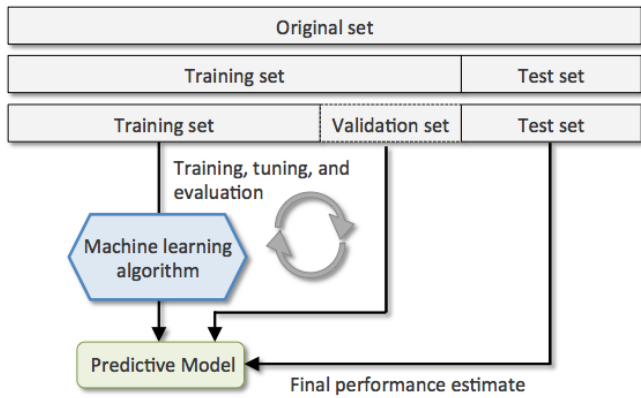 Original set
Training set
Test set
Training set
Validation set
Test set
Training, tuning, and
evaluation
Machine learning
algorithm
Predictive Model
Final performance estimate